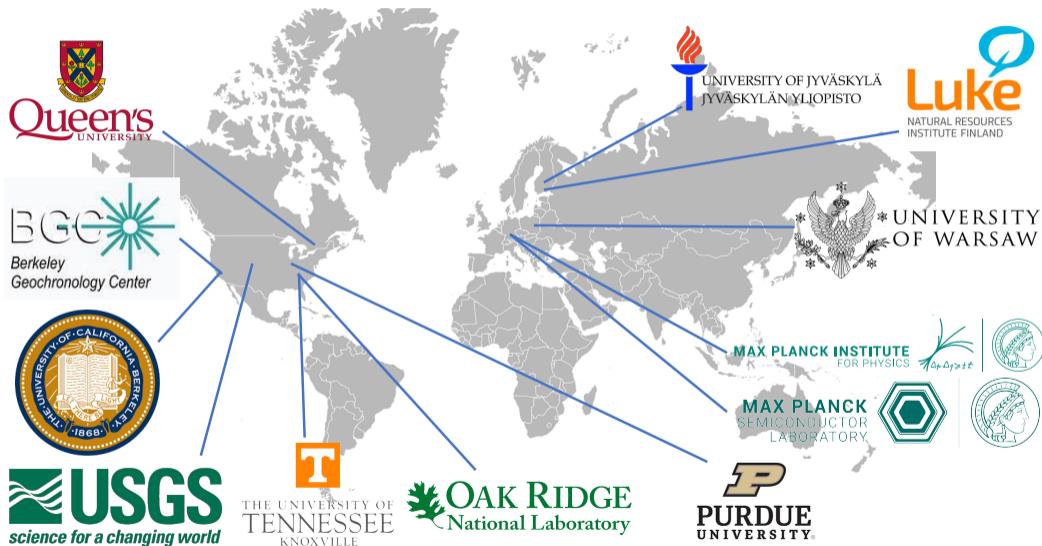 Queen's
UNIVERSITY
UNIVERSITY OF JYVÄSKYLÄ
JYVÄSKYLÄN YLIOPISTO
Luke
NATURAL RESOURCES
INSTITUTE FINLAND
BGC
Berkeley
Geochronology Center
UNIVERSITY
OF WARSAW
THE·UNIVERSITY·OF·CALIFORNIA·BERKELEY
·1868·
MAX PLANCK INSTITUTE
FOR PHYSICS
MAX PLANCK
SEMICONDUCTOR
LABORATORY
USGS
science for a changing world
T
THE UNIVERSITY OF
TENNESSEE
KNOXVILLE
OAK RIDGE
National Laboratory
P
PURDUE
UNIVERSITY®